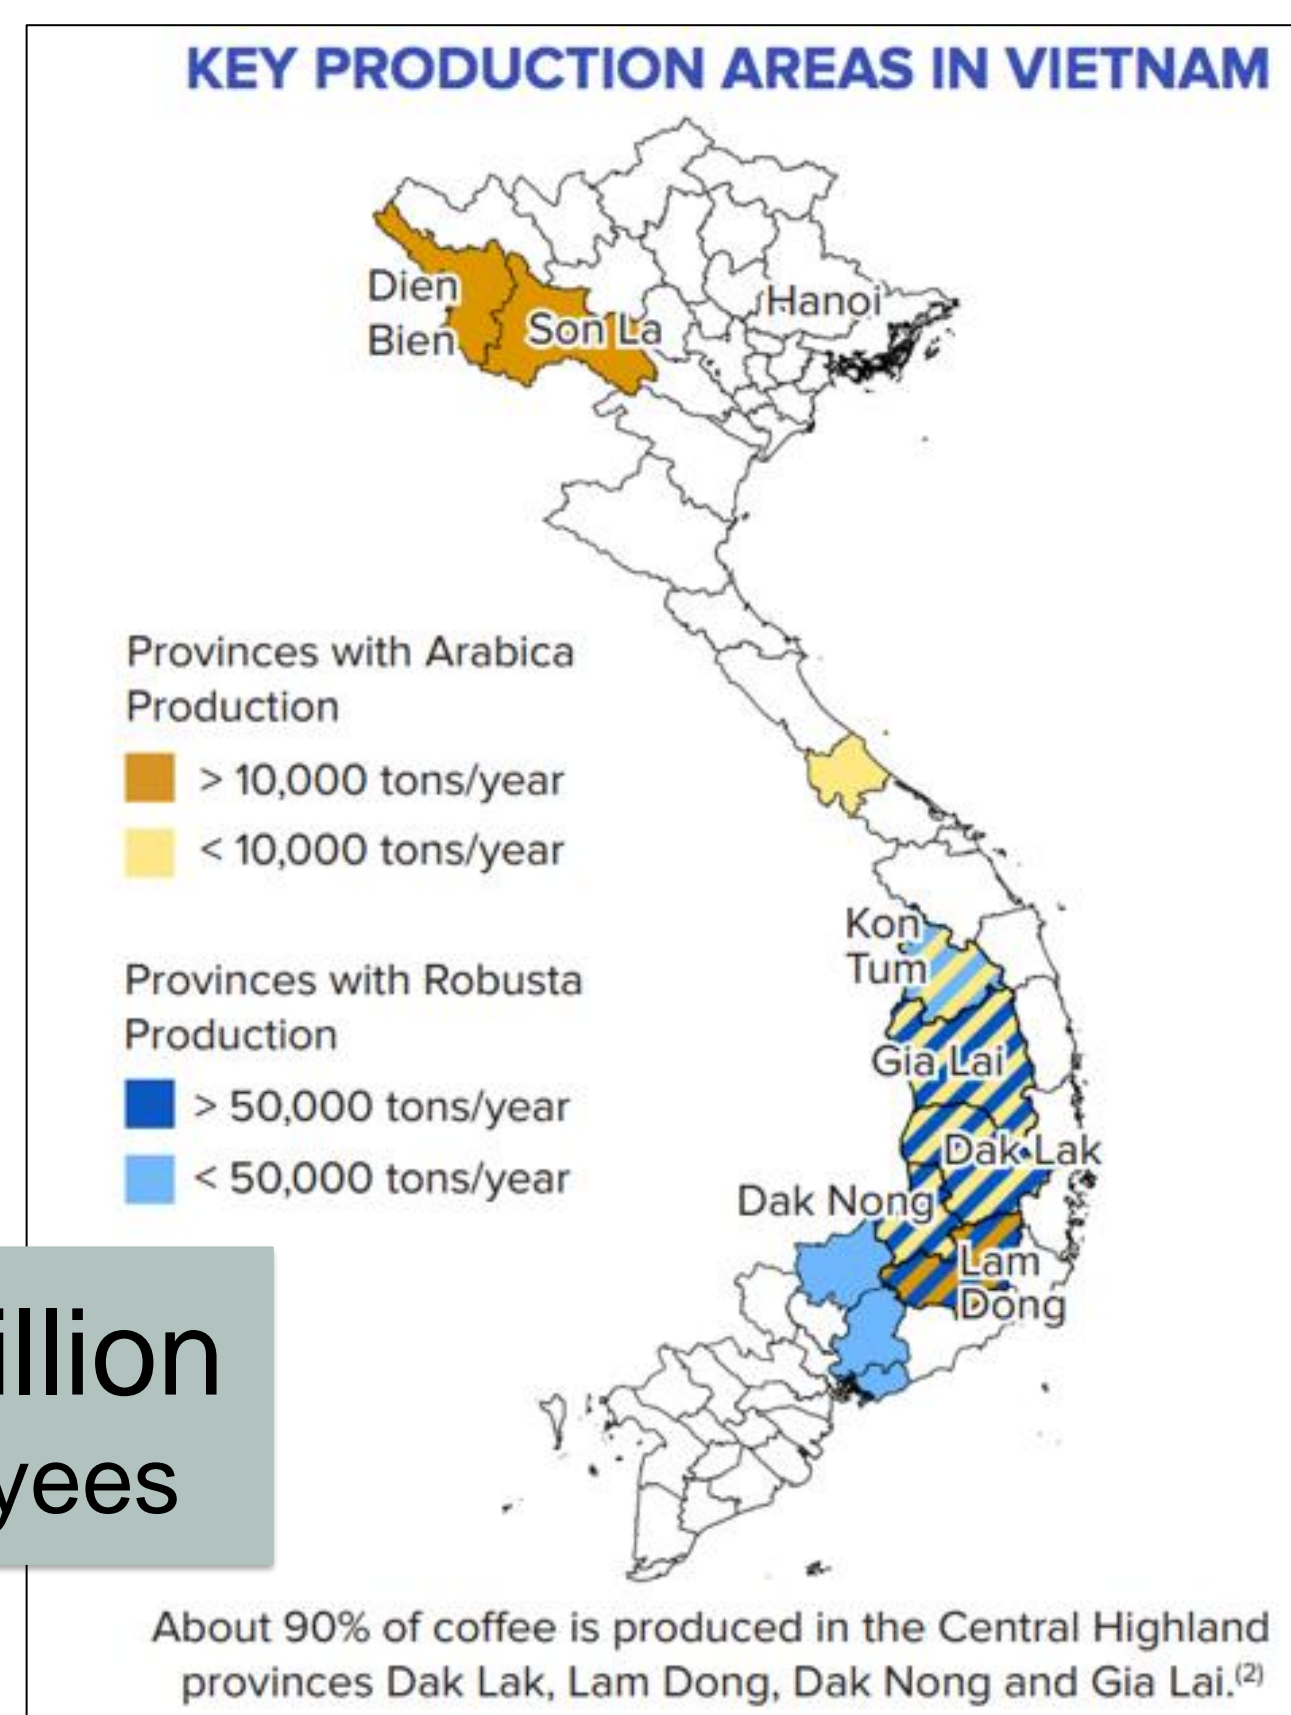 KEY PRODUCTION AREAS IN VIETNAM
Dien
Bien
Son La
Hanoi
Provinces with Arabica
Production
> 10,000 tons/year
< 10,000 tons/year
Kon
Tum
Provinces with Robusta
Production
Gia Lai
> 50,000 tons/year
Dak Lak
< 50,000 tons/year
Dak Nong
Lam
Dong
illion
yees
About 90% of coffee is produced in the Central Highland
provinces Dak Lak, Lam Dong, Dak Nong and Gia Lai.(2)